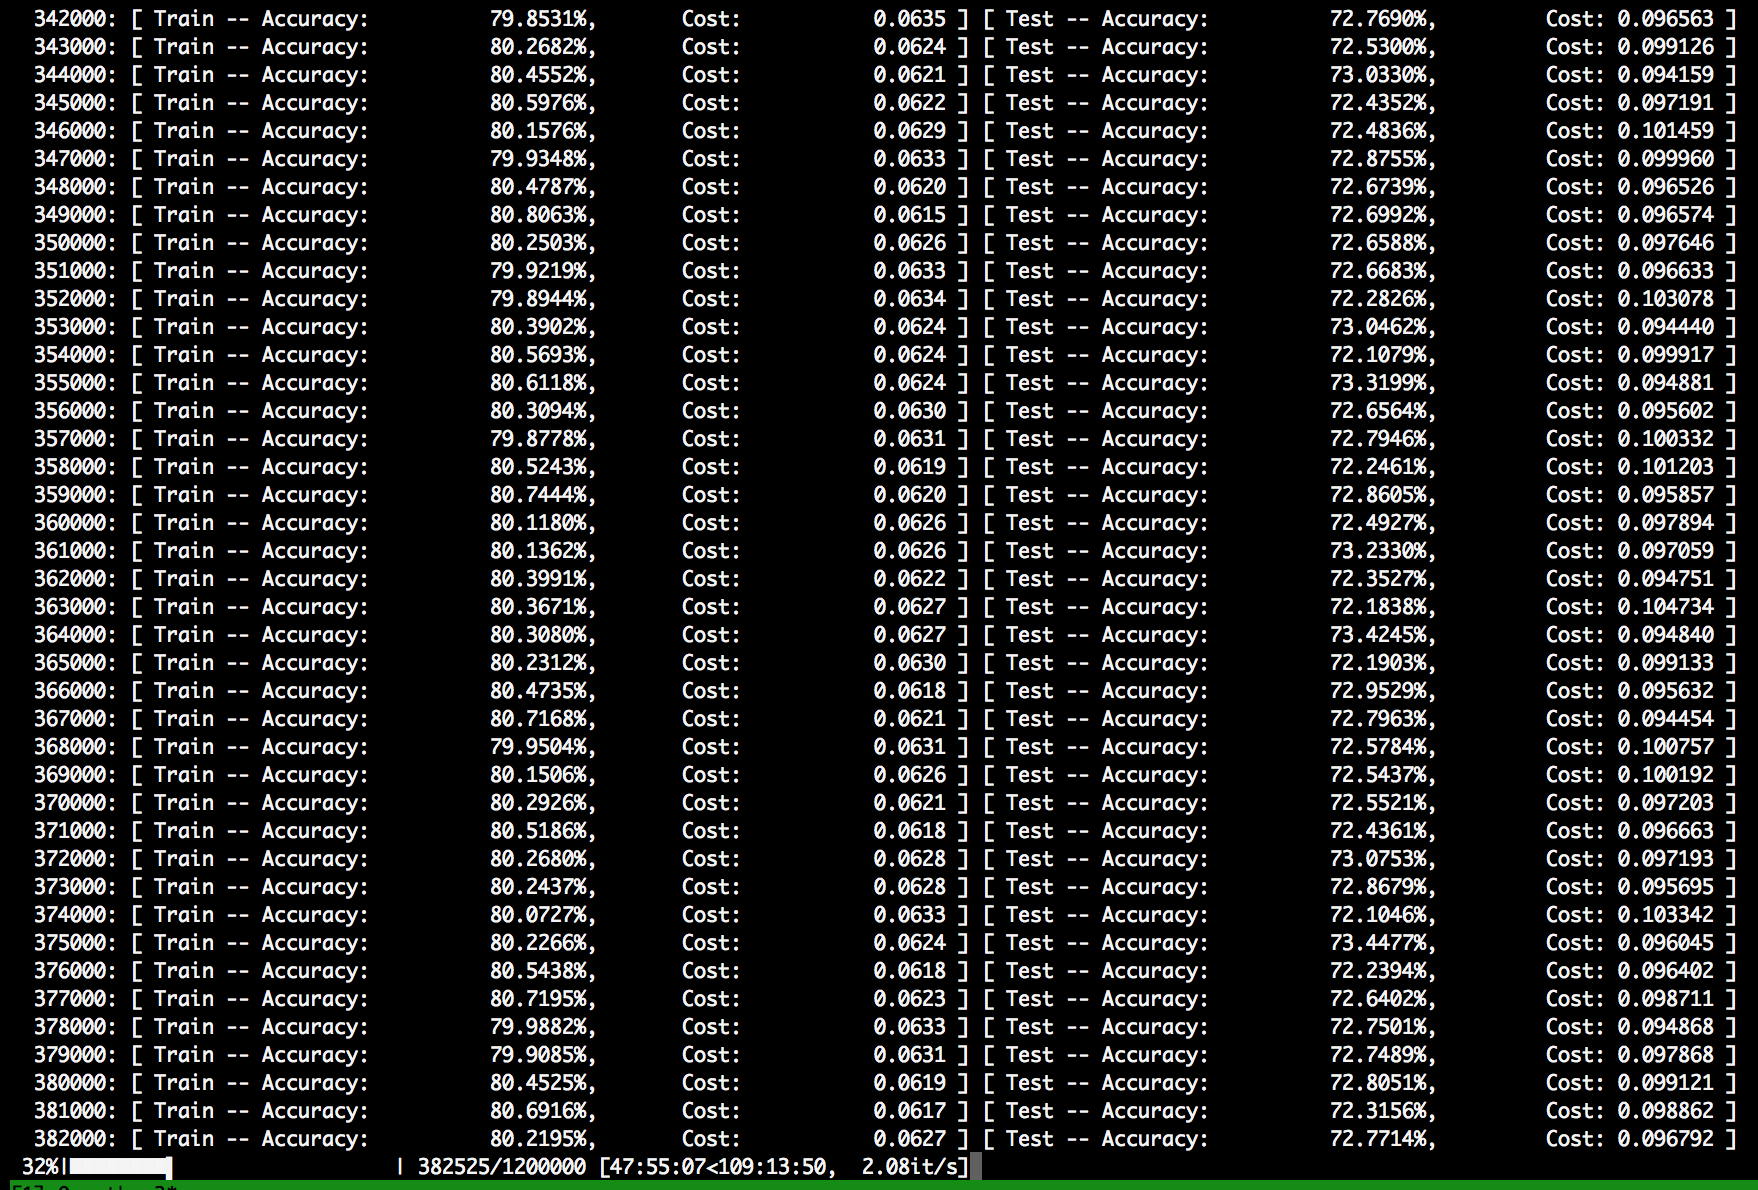 342000: [ Train -- Accuracy: 79.8531%, Cost: 0.0635 ] [ Test -- Accuracy: 72.7690%, Cost: 0.096563 ]
343000: [ Train -- Accuracy: 80.2682%, Cost: 0.0624 ] [ Test -- Accuracy: 72.5300%, Cost: 0.099126 ]
344000: [ Train -- Accuracy: 80.4552%, Cost: 0.0621 ] [ Test -- Accuracy: 73.0330%, Cost: 0.094159 ]
345000: [ Train -- Accuracy: 80.5976%, Cost: 0.0622 ] [ Test -- Accuracy: 72.4352%, Cost: 0.097191 ]
346000: [ Train -- Accuracy: 80.1576%, Cost: 0.0629 ] [ Test -- Accuracy: 72.4836%, Cost: 0.101459 ]
347000: [ Train -- Accuracy: 79.9348%, Cost: 0.0633 ] [ Test -- Accuracy: 72.8755%, Cost: 0.099960 ]
348000: [ Train -- Accuracy: 80.4787%, Cost: 0.0620 ] [ Test -- Accuracy: 72.6739%, Cost: 0.096526 ]
349000: [ Train -- Accuracy: 80.8063%, Cost: 0.0615 ] [ Test -- Accuracy: 72.6992%, Cost: 0.096574 ]
350000: [ Train -- Accuracy: 80.2503%, Cost: 0.0626 ] [ Test -- Accuracy: 72.6588%, Cost: 0.097646 ]
351000: [ Train -- Accuracy: 79.9219%, Cost: 0.0633 ] [ Test -- Accuracy: 72.6683%, Cost: 0.096633 ]
352000: [ Train -- Accuracy: 79.8944%, Cost: 0.0634 ] [ Test -- Accuracy: 72.2826%, Cost: 0.103078 ]
353000: [ Train -- Accuracy: 80.3902%, Cost: 0.0624 ] [ Test -- Accuracy: 73.0462%, Cost: 0.094440 ]
354000: [ Train -- Accuracy: 80.5693%, Cost: 0.0624 ] [ Test -- Accuracy: 72.1079%, Cost: 0.099917 ]
355000: [ Train -- Accuracy: 80.6118%, Cost: 0.0624 ] [ Test -- Accuracy: 73.3199%, Cost: 0.094881 ]
356000: [ Train -- Accuracy: 80.3094%, Cost: 0.0630 ] [ Test -- Accuracy: 72.6564%, Cost: 0.095602 ]
357000: [ Train -- Accuracy: 79.8778%, Cost: 0.0631 ] [ Test -- Accuracy: 72.7946%, Cost: 0.100332 ]
358000: [ Train -- Accuracy: 80.5243%, Cost: 0.0619 ] [ Test -- Accuracy: 72.2461%, Cost: 0.101203 ]
359000: [ Train -- Accuracy: 80.7444%, Cost: 0.0620 ] [ Test -- Accuracy: 72.8605%, Cost: 0.095857 ]
360000: [ Train -- Accuracy: 80.1180%, Cost: 0.0626 ] [ Test -- Accuracy: 72.4927%, Cost: 0.097894 ]
361000: [ Train -- Accuracy: 80.1362%, Cost: 0.0626 ] [ Test -- Accuracy: 73.2330%, Cost: 0.097059 ]
362000: [ Train -- Accuracy: 80.3991%, Cost: 0.0622 ] [ Test -- Accuracy: 72.3527%, Cost: 0.094751 ]
363000: [ Train -- Accuracy: 80.3671%, Cost: 0.0627 ] [ Test -- Accuracy: 72.1838%, Cost: 0.104734 ]
364000: [ Train -- Accuracy: 80.3080%, Cost: 0.0627 ] [ Test -- Accuracy: 73.4245%, Cost: 0.094840 ]
365000: [ Train -- Accuracy: 80.2312%, Cost: 0.0630 ] [ Test -- Accuracy: 72.1903%, Cost: 0.099133 ]
366000: [ Train -- Accuracy: 80.4735%, Cost: 0.0618 ] [ Test -- Accuracy: 72.9529%, Cost: 0.095632 ]
367000: [ Train -- Accuracy: 80.7168%, Cost: 0.0621 ] [ Test -- Accuracy: 72.7963%, Cost: 0.094454 ]
368000: [ Train -- Accuracy: 79.9504%, Cost: 0.0631 ] [ Test -- Accuracy: 72.5784%, Cost: 0.100757 ]
369000: [ Train -- Accuracy: 80.1506%, Cost: 0.0626 ] [ Test -- Accuracy: 72.5437%, Cost: 0.100192 ]
370000: [ Train -- Accuracy: 80.2926%, Cost: 0.0621 ] [ Test -- Accuracy: 72.5521%, Cost: 0.097203 ]
371000: [ Train -- Accuracy: 80.5186%, Cost: 0.0618 ] [ Test -- Accuracy: 72.4361%, Cost: 0.096663 ]
372000: [ Train -- Accuracy: 80.2680%, Cost: 0.0628 ] [ Test -- Accuracy: 73.0753%, Cost: 0.097193 ]
373000: [ Train -- Accuracy: 80.2437%, Cost: 0.0628 ] [ Test -- Accuracy: 72.8679%, Cost: 0.095695 ]
374000: [ Train -- Accuracy: 80.0727%, Cost: 0.0633 ] [ Test -- Accuracy: 72.1046%, Cost: 0.103342 ]
375000: [ Train -- Accuracy: 80.2266%, Cost: 0.0624 ] [ Test -- Accuracy: 73.4477%, Cost: 0.096045 ]
376000: [ Train -- Accuracy: 80.5438%, Cost: 0.0618 ] [ Test -- Accuracy: 72.2394%, Cost: 0.096402 ]
377000: [ Train -- Accuracy: 80.7195%, Cost: 0.0623 ] [ Test -- Accuracy: 72.6402%, Cost: 0.098711 ]
378000: [ Train -- Accuracy: 79.9882%, Cost: 0.0633 ] [ Test -- Accuracy: 72.7501%, Cost: 0.094868 ]
379000: [ Train -- Accuracy: 79.9085%, Cost: 0.0631 ] [ Test -- Accuracy: 72.7489%, Cost: 0.097868 ]
380000: [ Train -- Accuracy: 80.4525%, Cost: 0.0619 ] [ Test -- Accuracy: 72.8051%, Cost: 0.099121 ]
381000: [ Train -- Accuracy: 80.6916%, Cost: 0.0617 ] [ Test -- Accuracy: 72.3156%, Cost: 0.098862 ]
382000: [ Train -- Accuracy: 80.2195%, Cost: 0.0627 ] [ Test -- Accuracy: 72.7714%, Cost: 0.096792 ]
32%| | 382525/1200000 [47:55:07<109:13:50, 2.08it/s]